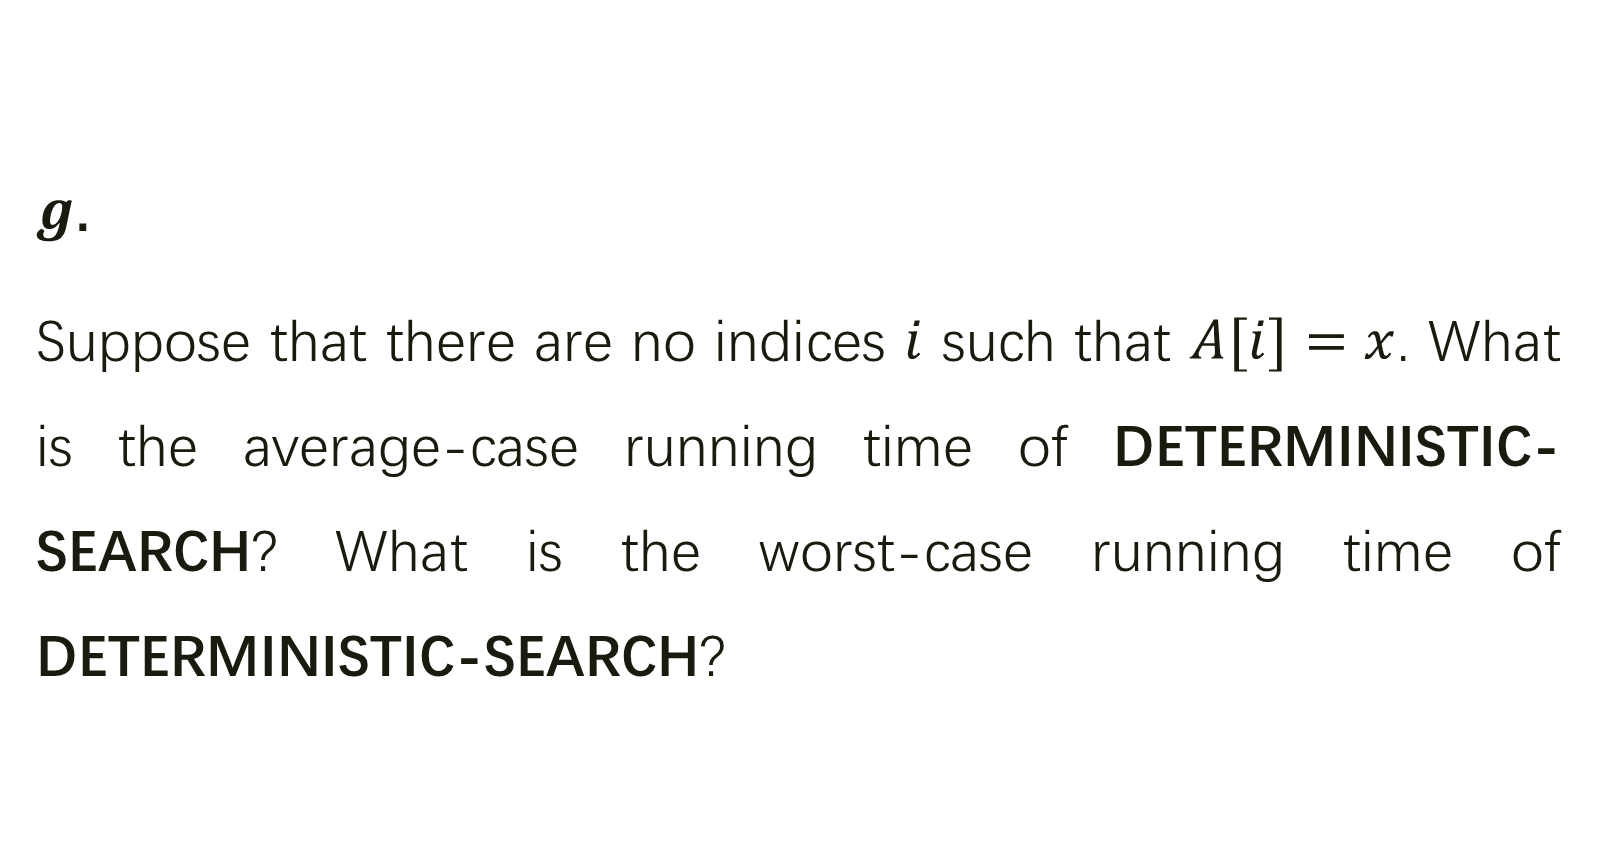 g.
Suppose that there are no indices i such that A[i] = x. What
is the average-case running time of DETERMINISTIC-
SEARCH? What is the worst-case running time of
DETERMINISTIC-SEARCH?